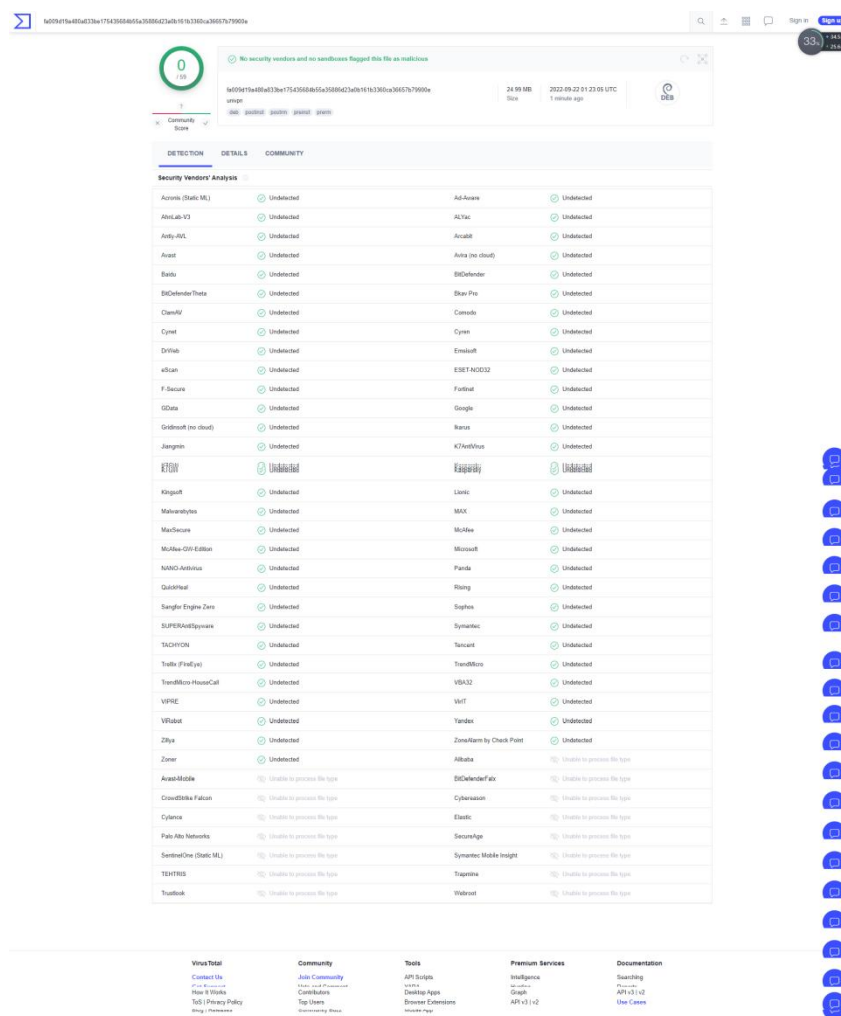 Sign in Sign u
33%
0
/ 59
?
Community
Score
No security vendors and no sandboxes flagged this file as malicious
unvpn
deb postinst postrm preinst prerm
24.99 MB
Size
2022-09-22 01:23:05 UTC
1 minute ago
DEB
DETECTION DETAILS COMMUNITY
Security Vendors' Analysis
Acronis (Static ML) Undetected Ad-Aware Undetected
AhnLab-V3 Undetected ALYac Undetected
Antiy-AVL Undetected Arcabit Undetected
Avast Undetected Avira (no cloud) Undetected
Baidu Undetected BitDefender Undetected
BitDefenderTheta Undetected Bkav Pro Undetected
ClamAV Undetected Comodo Undetected
Cynet Undetected Cyren Undetected
DrWeb Undetected Emsisoft Undetected
eScan Undetected ESET-NOD32 Undetected
F-Secure Undetected Fortinet Undetected
GData Undetected Google Undetected
Gridinsoft (no cloud) Undetected Ikarus Undetected
Jiangmin Undetected K7AntiVirus Undetected
K7GW Undetected Kaspersky Undetected
Kingsoft Undetected Lionic Undetected
Malwarebytes Undetected MAX Undetected
MaxSecure Undetected McAfee Undetected
McAfee-GW-Edition Undetected Microsoft Undetected
NANO-Antivirus Undetected Panda Undetected
QuickHeal Undetected Rising Undetected
Sangfor Engine Zero Undetected Sophos Undetected
SUPERAntiSpyware Undetected Symantec Undetected
TACHYON Undetected Tencent Undetected
Trellix (FireEye) Undetected TrendMicro Undetected
TrendMicro-HouseCall Undetected VBA32 Undetected
VIPRE Undetected VirIT Undetected
ViRobot Undetected Yandex Undetected
Zillya Undetected ZoneAlarm by Check Point Undetected
Zoner Undetected Alibaba Unable to process file type
Avast-Mobile Unable to process file type BitDefenderFalx Unable to process file type
CrowdStrike Falcon Unable to process file type Cybereason Unable to process file type
Cylance Unable to process file type Elastic Unable to process file type
Palo Alto Networks Unable to process file type SecureAge Unable to process file type
SentinelOne (Static ML) Unable to process file type Symantec Mobile Insight Unable to process file type
TEHTRIS Unable to process file type Trapmine Unable to process file type
Trustlook Unable to process file type Webroot Unable to process file type
VirusTotal Community Tools Premium Services Documentation
Contact Us Join Community API Scripts Intelligence Searching
How It Works Contributors Desktop Apps Graph API v3 | v2
ToS | Privacy Policy Top Users Browser Extensions API v3 | v2 Use Cases